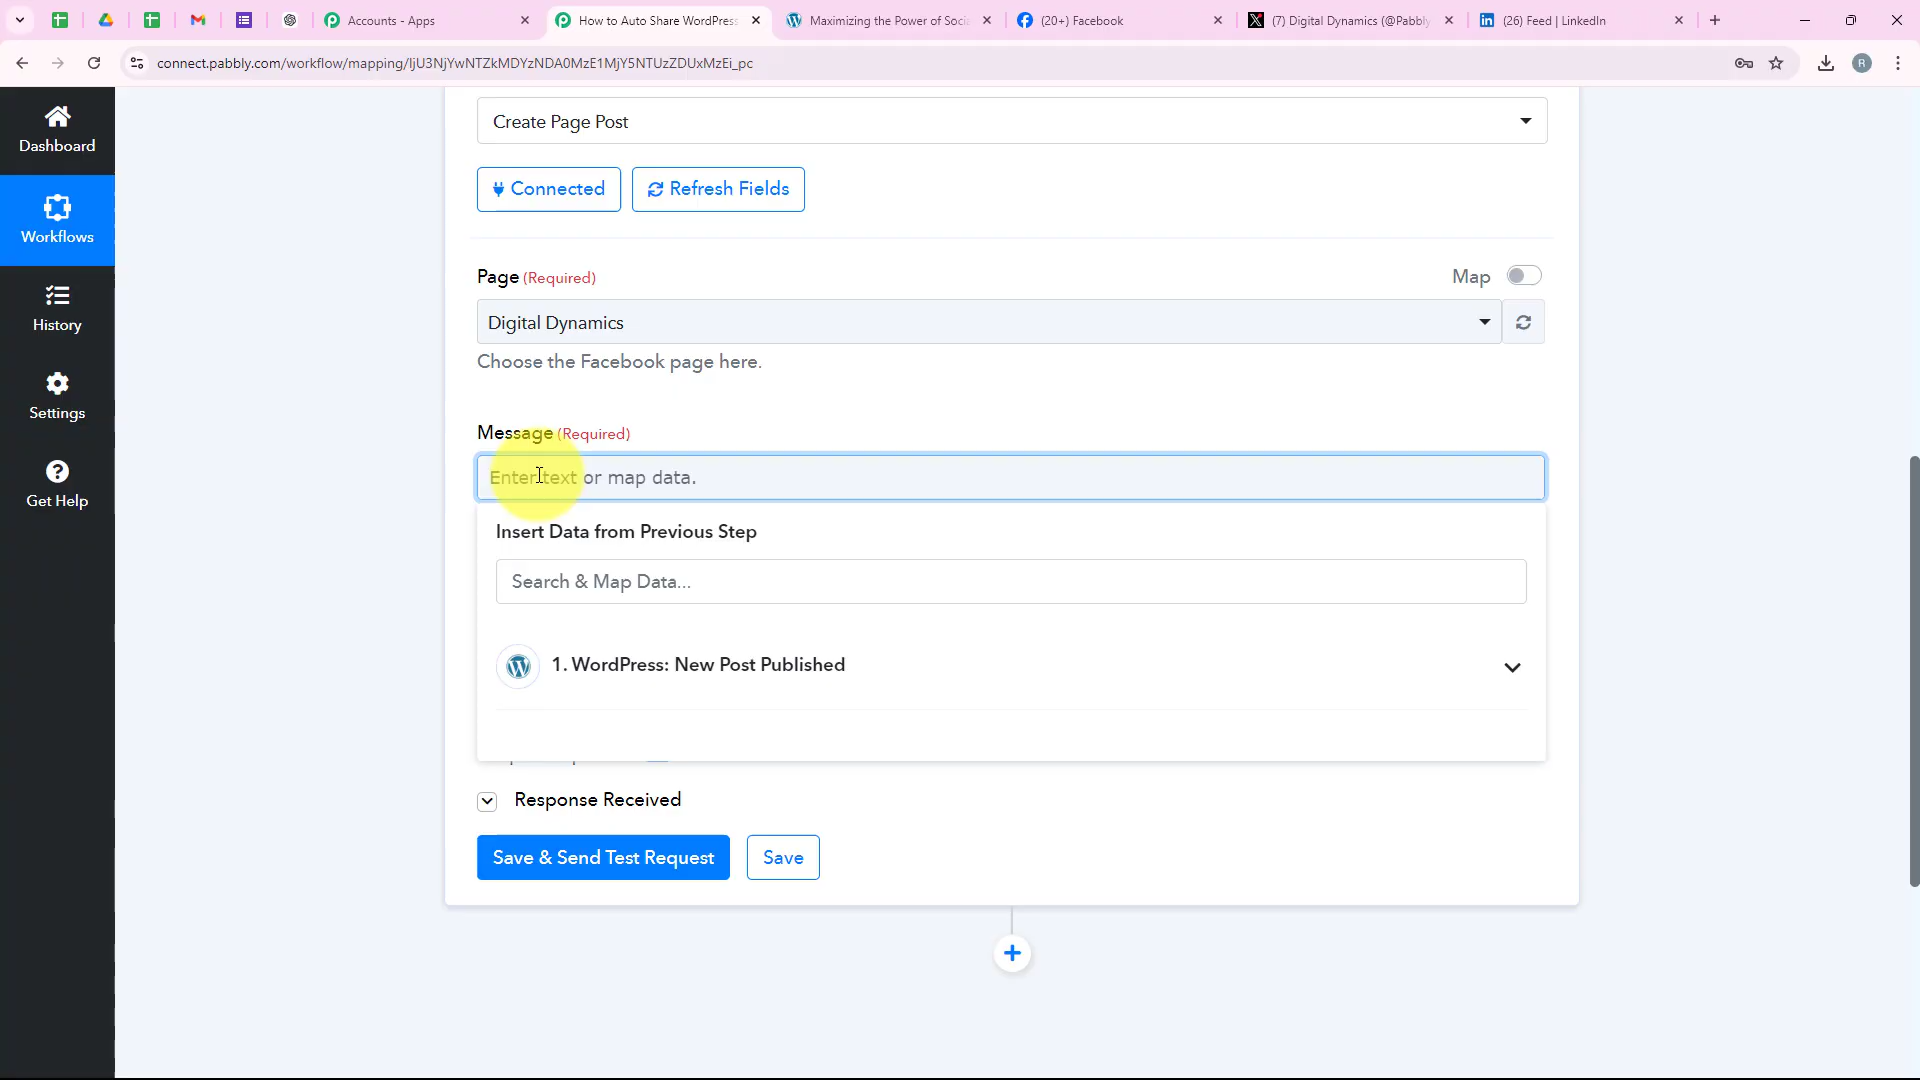 Accounts - Apps
How to Auto Share WordPress
Maximizing the Power of Socia
(20+) Facebook
(7) Digital Dynamics (@Pabbly
(26) Feed | LinkedIn
connect.pabbly.com/workflow/mapping/IjU3NjYwNTZkMDYzNDA0MzE1MjY5NTUzZDUxMzEi_pc
R
Dashboard
Workflows
History
Settings
Get Help
Create Page Post
Connected
Refresh Fields
Page (Required)
Map
Digital Dynamics
Choose the Facebook page here.
Message (Required)
Enter text or map data.
Insert Data from Previous Step
Search & Map Data...
1. WordPress: New Post Published
Response Received
Save & Send Test Request
Save